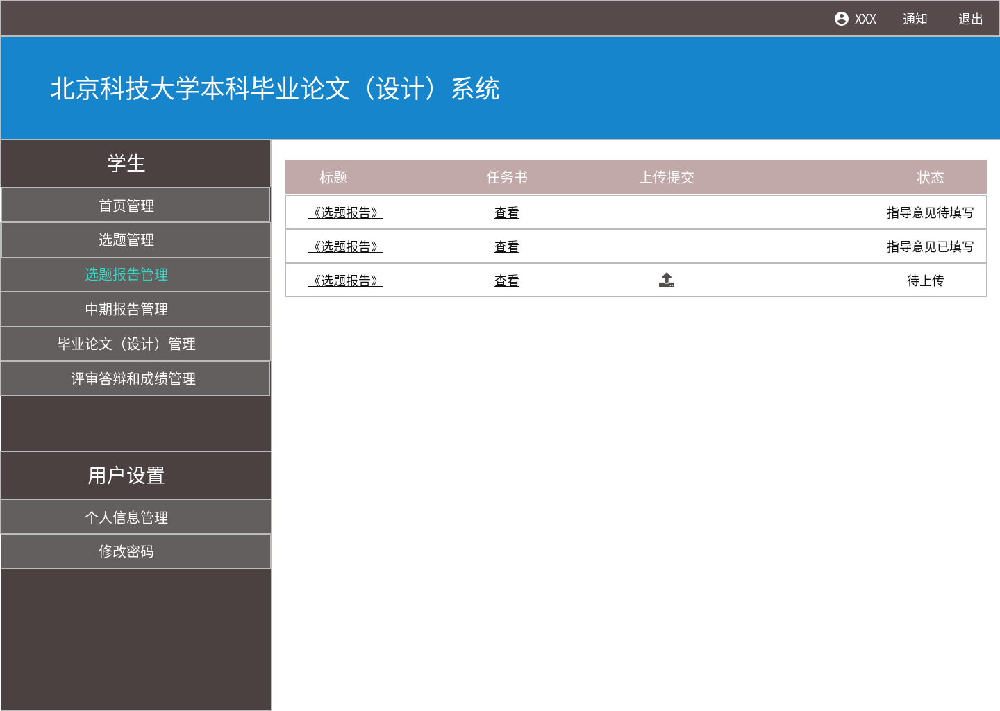 XXX 通知 退出
北京科技大学本科毕业论文（设计）系统
学生
首页管理
选题管理
选题报告管理
中期报告管理
毕业论文（设计）管理
评审答辩和成绩管理
用户设置
个人信息管理
修改密码
标题 任务书 上传提交 状态
《选题报告》 查看 指导意见待填写
《选题报告》 查看 指导意见已填写
《选题报告》 查看 待上传